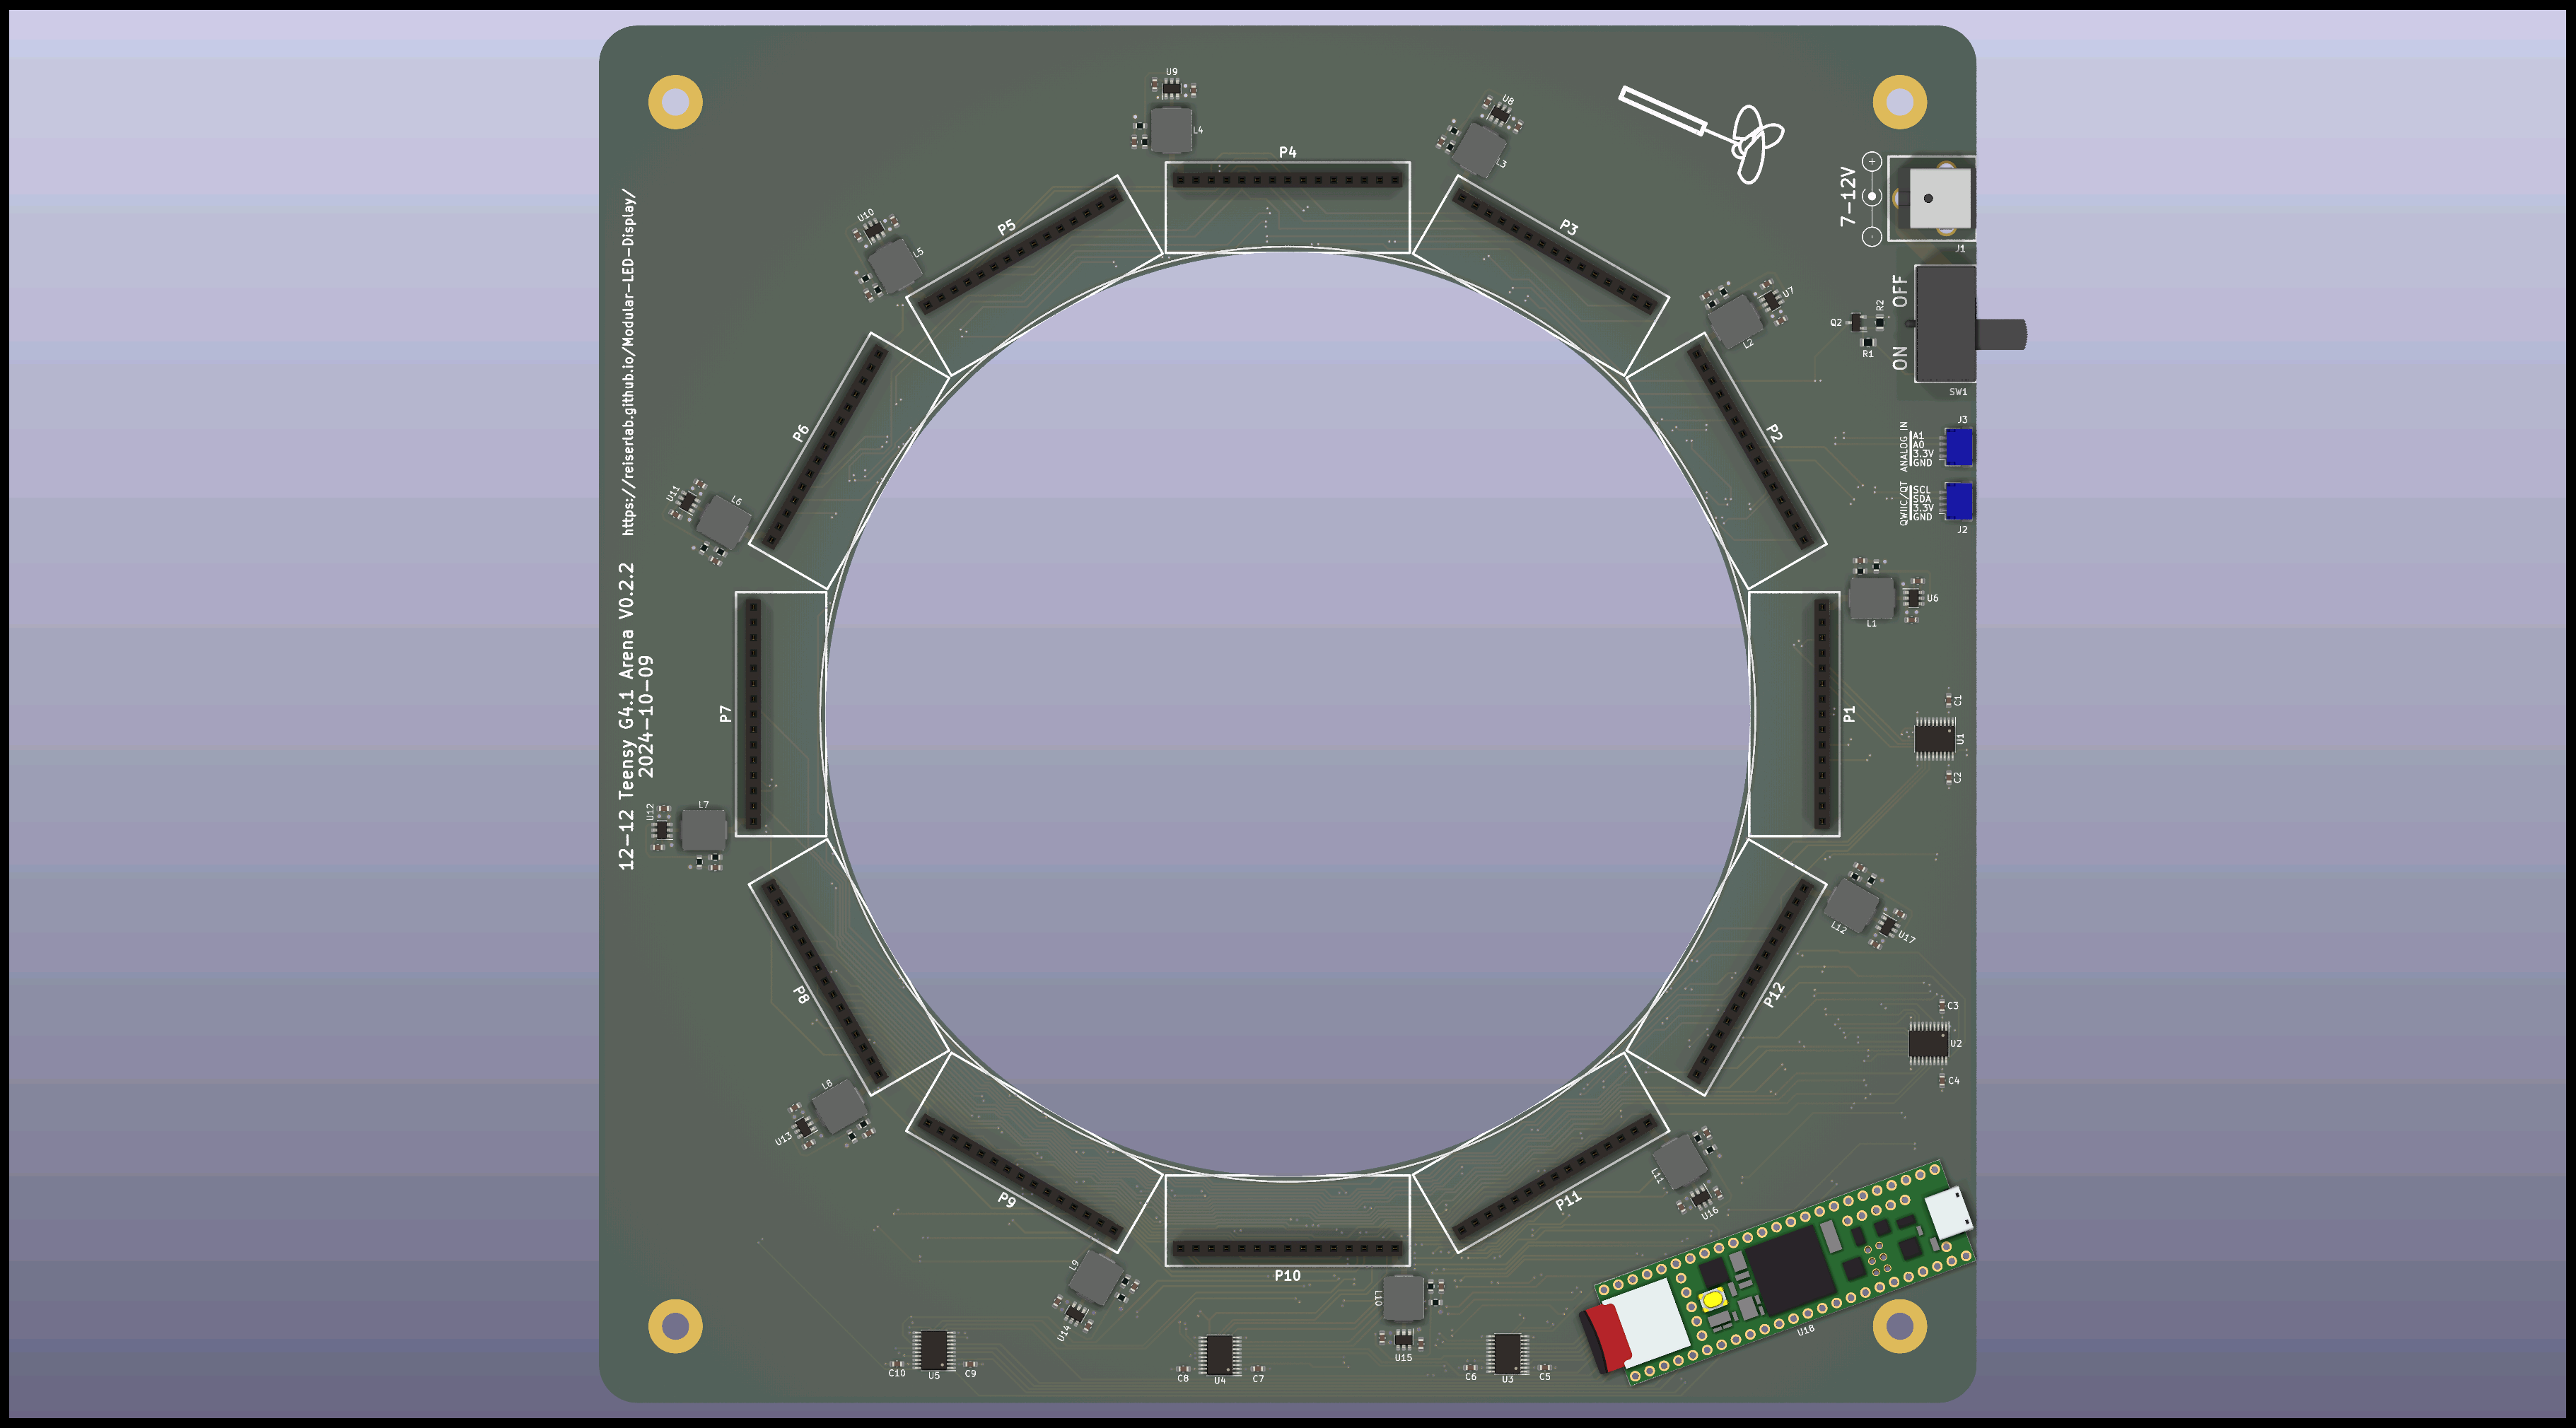 U9
L4
U8
L3
P4
P5
P3
U10
L5
7-12V
+
-
J1
U7
L2
OFF
ON
Q2
R2
R1
SW1
https://reiserlab.github.io/Modular-LED-Display/
12-12 Teensy G4.1 Arena V0.2.2
2024-10-09
P6
P2
J3
ANALOG IN
A1
A0
3.3V
GND
QWIIC/QT
SCL
SDA
3.3V
GND
J2
U11
L6
U6
L1
P7
P1
C1
U1
C2
U12
L7
L12
U17
P8
P12
C3
U2
C4
L8
U13
P9
P11
L11
U16
P10
L9
U14
L10
U15
U18
C10
U5
C9
C8
U4
C7
C6
U3
C5